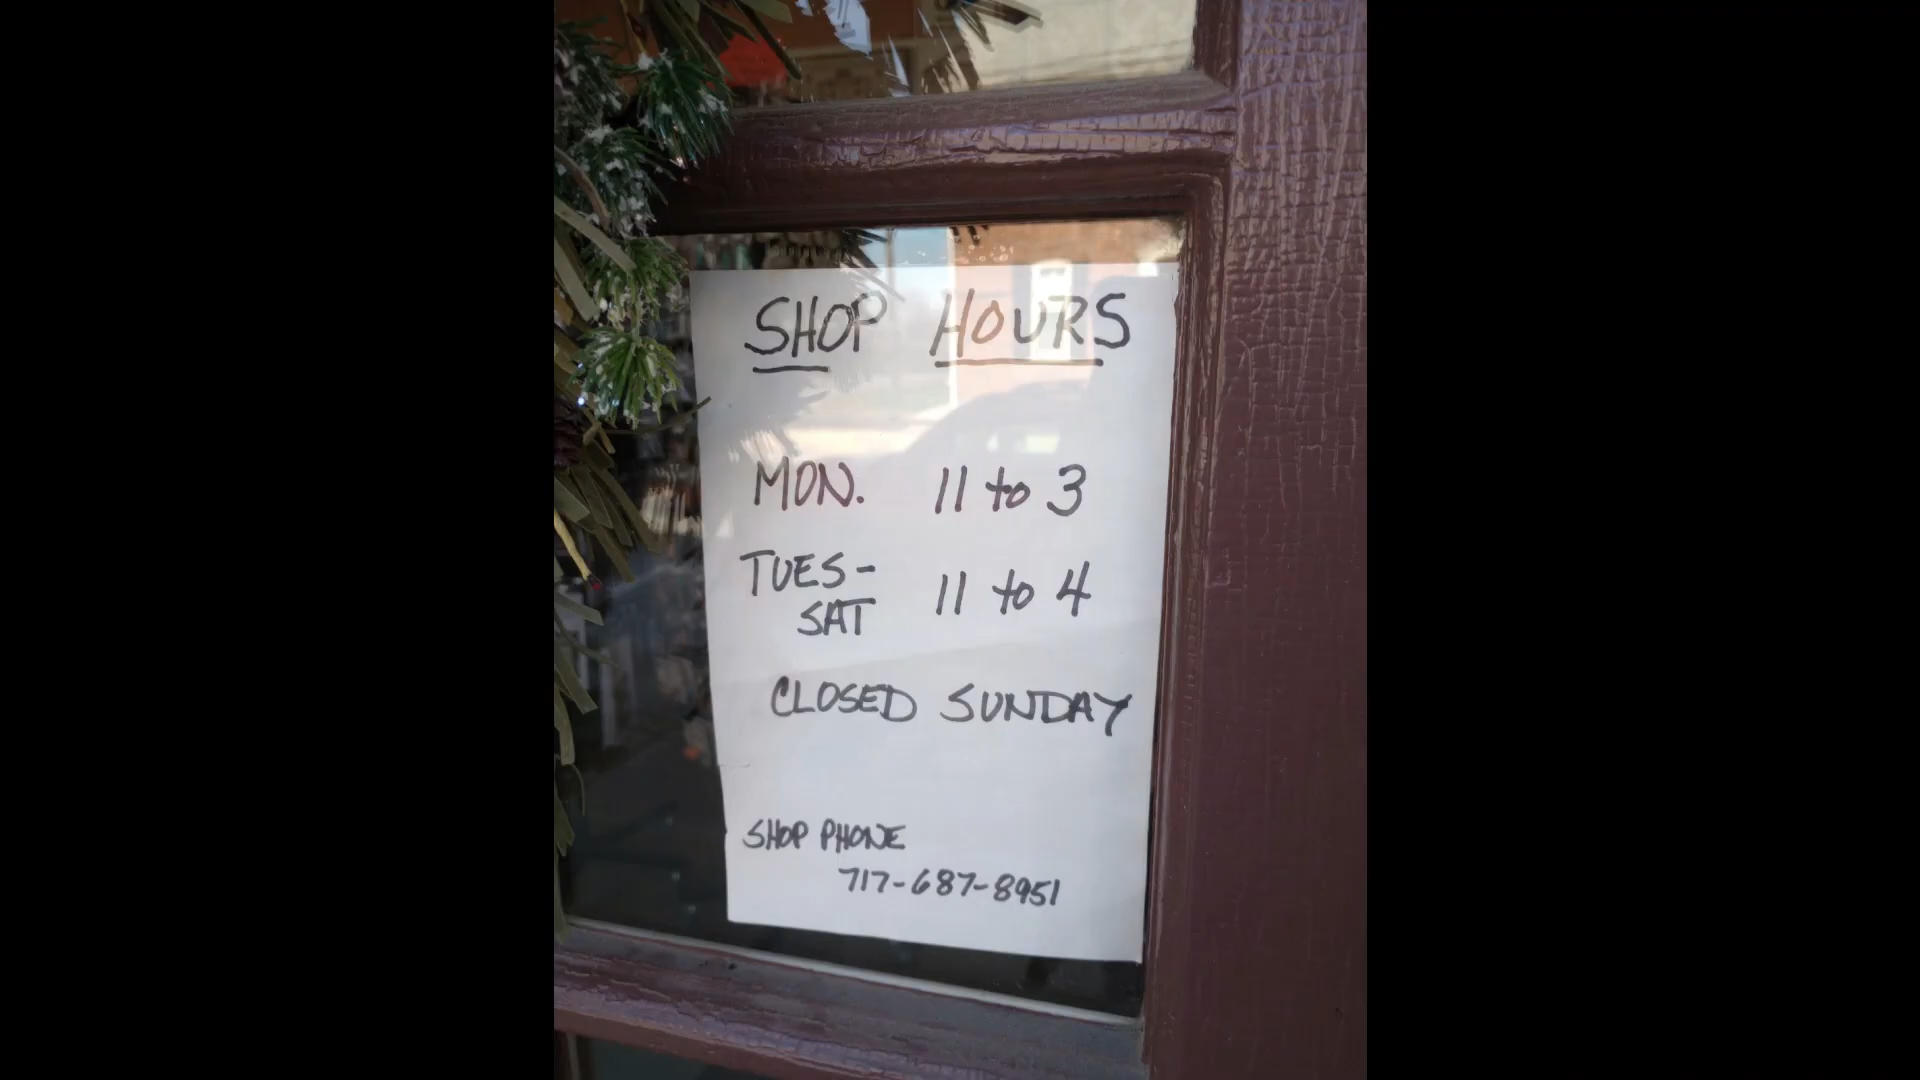 SHOP HOURS
MON. 11 to 3
TUES-
SAT 11 to 4
CLOSED SUNDAY
SHOP PHONE
717-687-8951